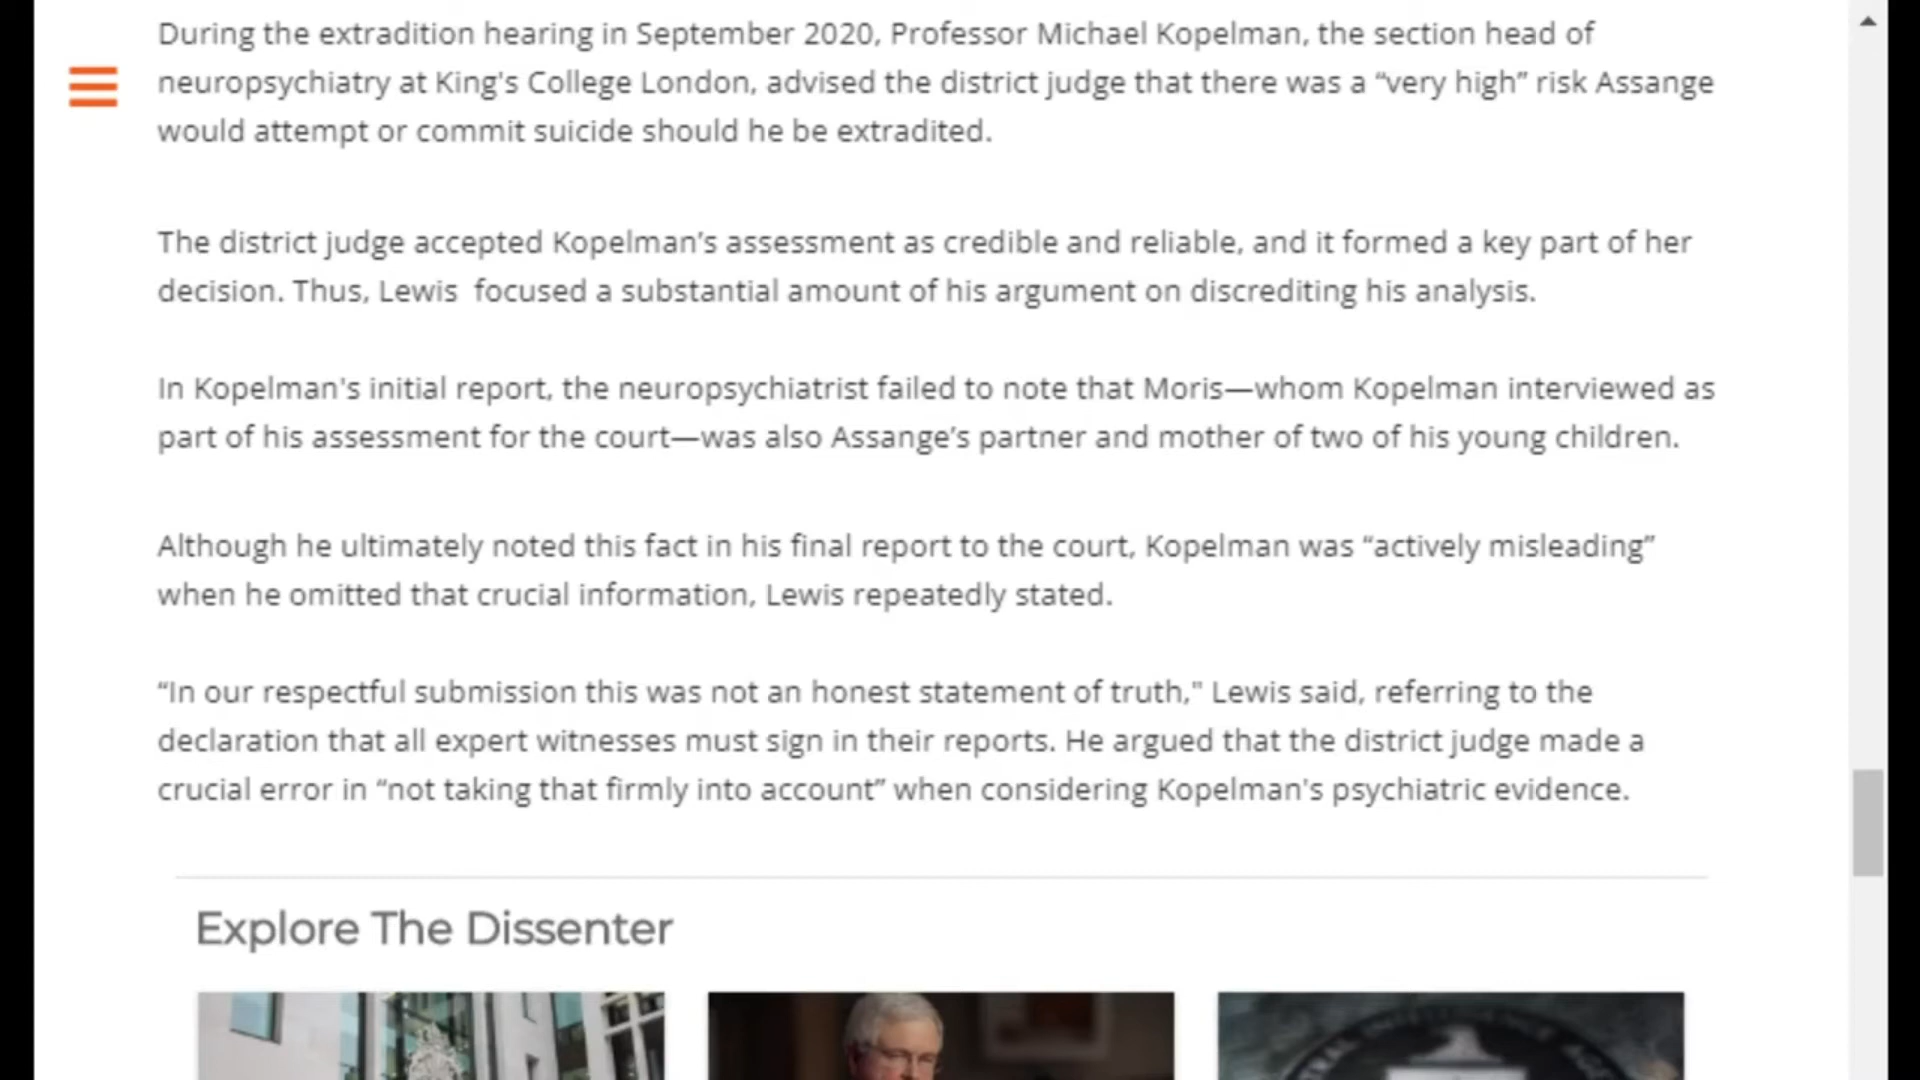 During the extradition hearing in September 2020, Professor Michael Kopelman, the section head of
neuropsychiatry at King's College London, advised the district judge that there was a “very high” risk Assange
would attempt or commit suicide should he be extradited.
The district judge accepted Kopelman’s assessment as credible and reliable, and it formed a key part of her
decision. Thus, Lewis  focused a substantial amount of his argument on discrediting his analysis.
In Kopelman's initial report, the neuropsychiatrist failed to note that Moris—whom Kopelman interviewed as
part of his assessment for the court—was also Assange’s partner and mother of two of his young children.
Although he ultimately noted this fact in his final report to the court, Kopelman was “actively misleading”
when he omitted that crucial information, Lewis repeatedly stated.
“In our respectful submission this was not an honest statement of truth," Lewis said, referring to the
declaration that all expert witnesses must sign in their reports. He argued that the district judge made a
crucial error in “not taking that firmly into account” when considering Kopelman's psychiatric evidence.
Explore The Dissenter